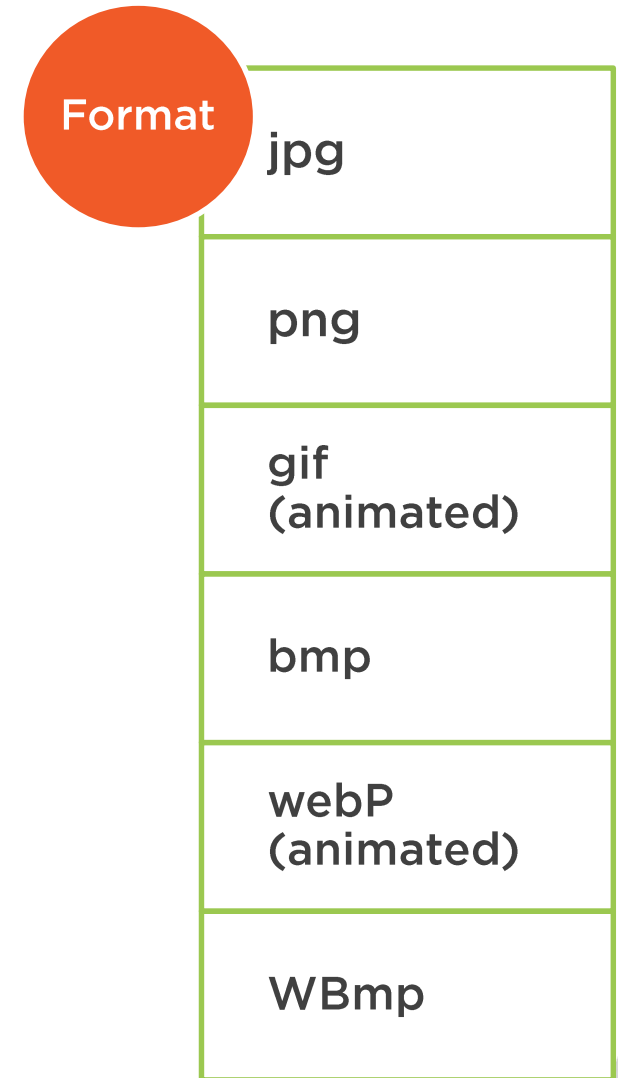 Format
jpg
png
gif
(animated)
bmp
webP
(animated)
WBmp